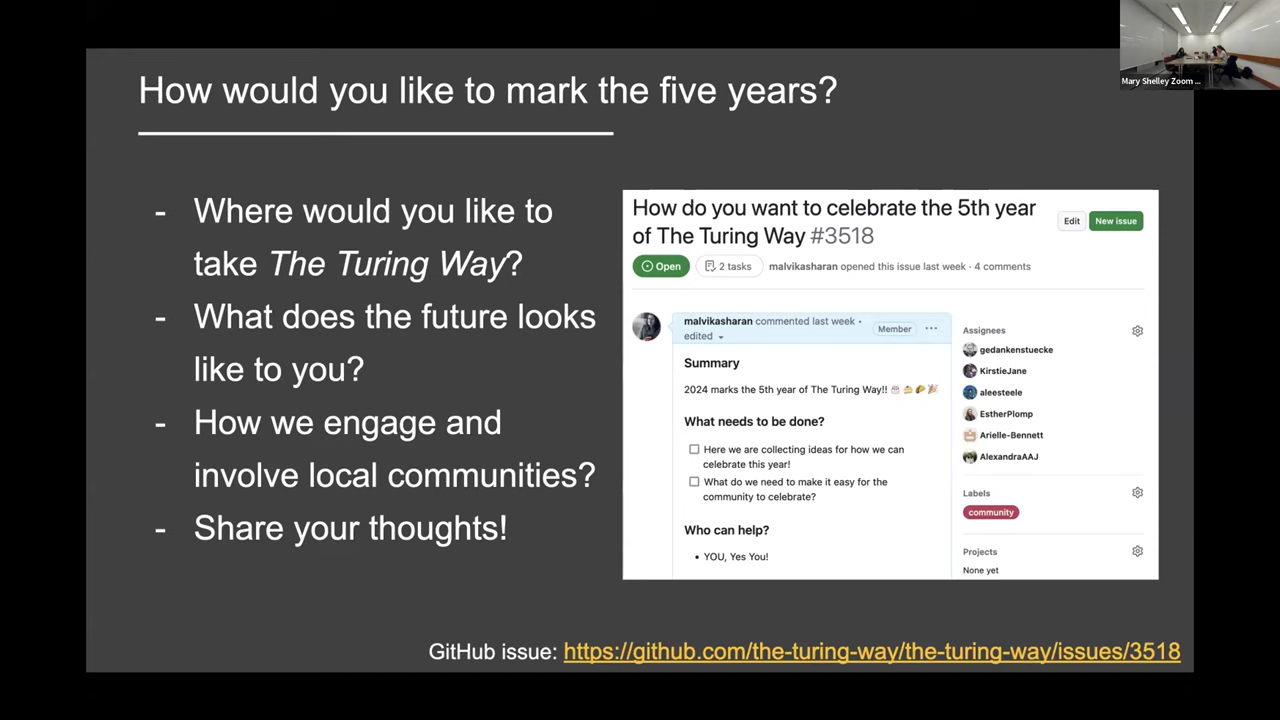 How would you like to mark the five years?
Mary Shelley Zoom ...
- Where would you like to
take The Turing Way?
- What does the future looks
like to you?
- How we engage and
involve local communities?
- Share your thoughts!
How do you want to celebrate the 5th year
of The Turing Way #3518
Edit
New issue
Open
2 tasks
malvikasharan opened this issue last week · 4 comments
malvikasharan commented last week •
edited
Member
...
Summary
2024 marks the 5th year of The Turing Way!! 🎂🍰🌮🎉
What needs to be done?
Here we are collecting ideas for how we can
celebrate this year!
What do we need to make it easy for the
community to celebrate?
Who can help?
• YOU, Yes You!
Assignees
gedankenstuecke
KirstieJane
aleesteele
EstherPlomp
Arielle-Bennett
AlexandraAAJ
Labels
community
Projects
None yet
GitHub issue: https://github.com/the-turing-way/the-turing-way/issues/3518